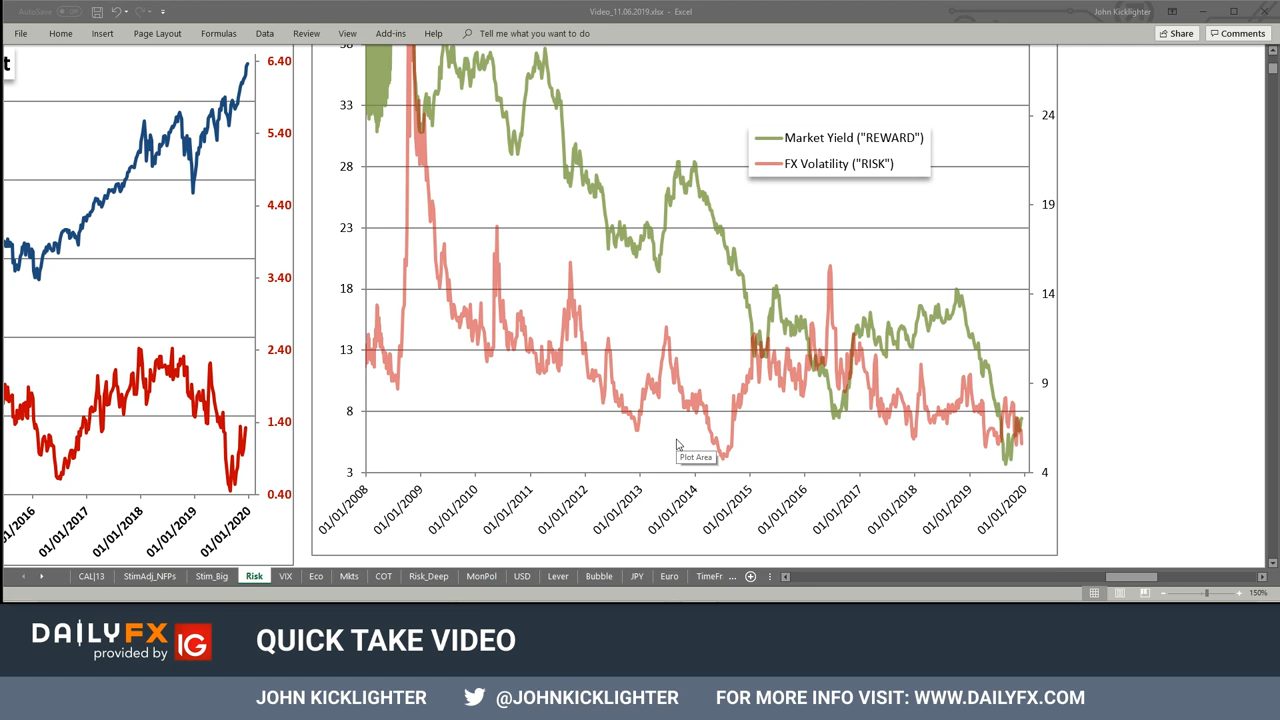 AutoSave Off
Video_11.06.2019.xlsx - Excel
John Kicklighter
File Home Insert Page Layout Formulas Data Review View Add-ins Help Tell me what you want to do
Share Comments
t
6.40
5.40
4.40
3.40
2.40
1.40
0.40
01/2016
01/01/2017
01/01/2018
01/01/2019
01/01/2020
38
33
28
23
18
13
8
3
24
19
14
9
4
Market Yield ("REWARD")
FX Volatility ("RISK")
Plot Area
01/01/2008
01/01/2009
01/01/2010
01/01/2011
01/01/2012
01/01/2013
01/01/2014
01/01/2015
01/01/2016
01/01/2017
01/01/2018
01/01/2019
01/01/2020
CAL|13 StimAdj_NFPs Stim_Big Risk VIX Eco Mkts COT Risk_Deep MonPol USD Lever Bubble JPY Euro TimeFr ...
150%
DAILYFX
provided by IG
QUICK TAKE VIDEO
JOHN KICKLIGHTER @JOHNKICKLIGHTER FOR MORE INFO VISIT: WWW.DAILYFX.COM